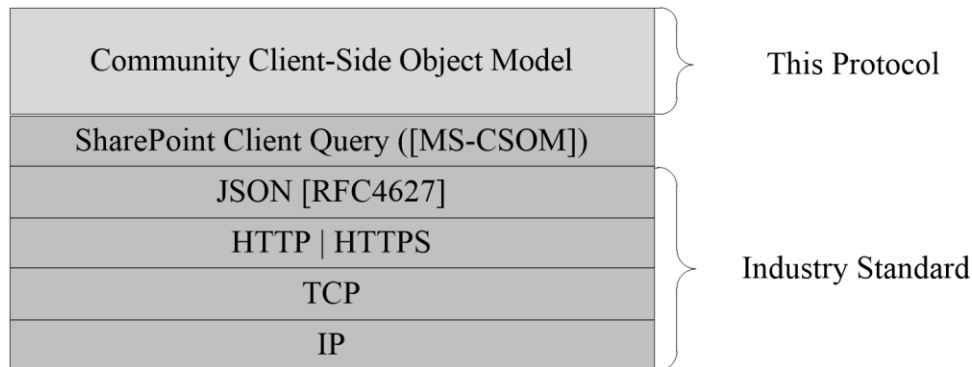 Community Client-Side Object Model
This Protocol
SharePoint Client Query ([MS-CSOM])
JSON [RFC4627]
HTTP | HTTPS
Industry Standard
TCP
IP